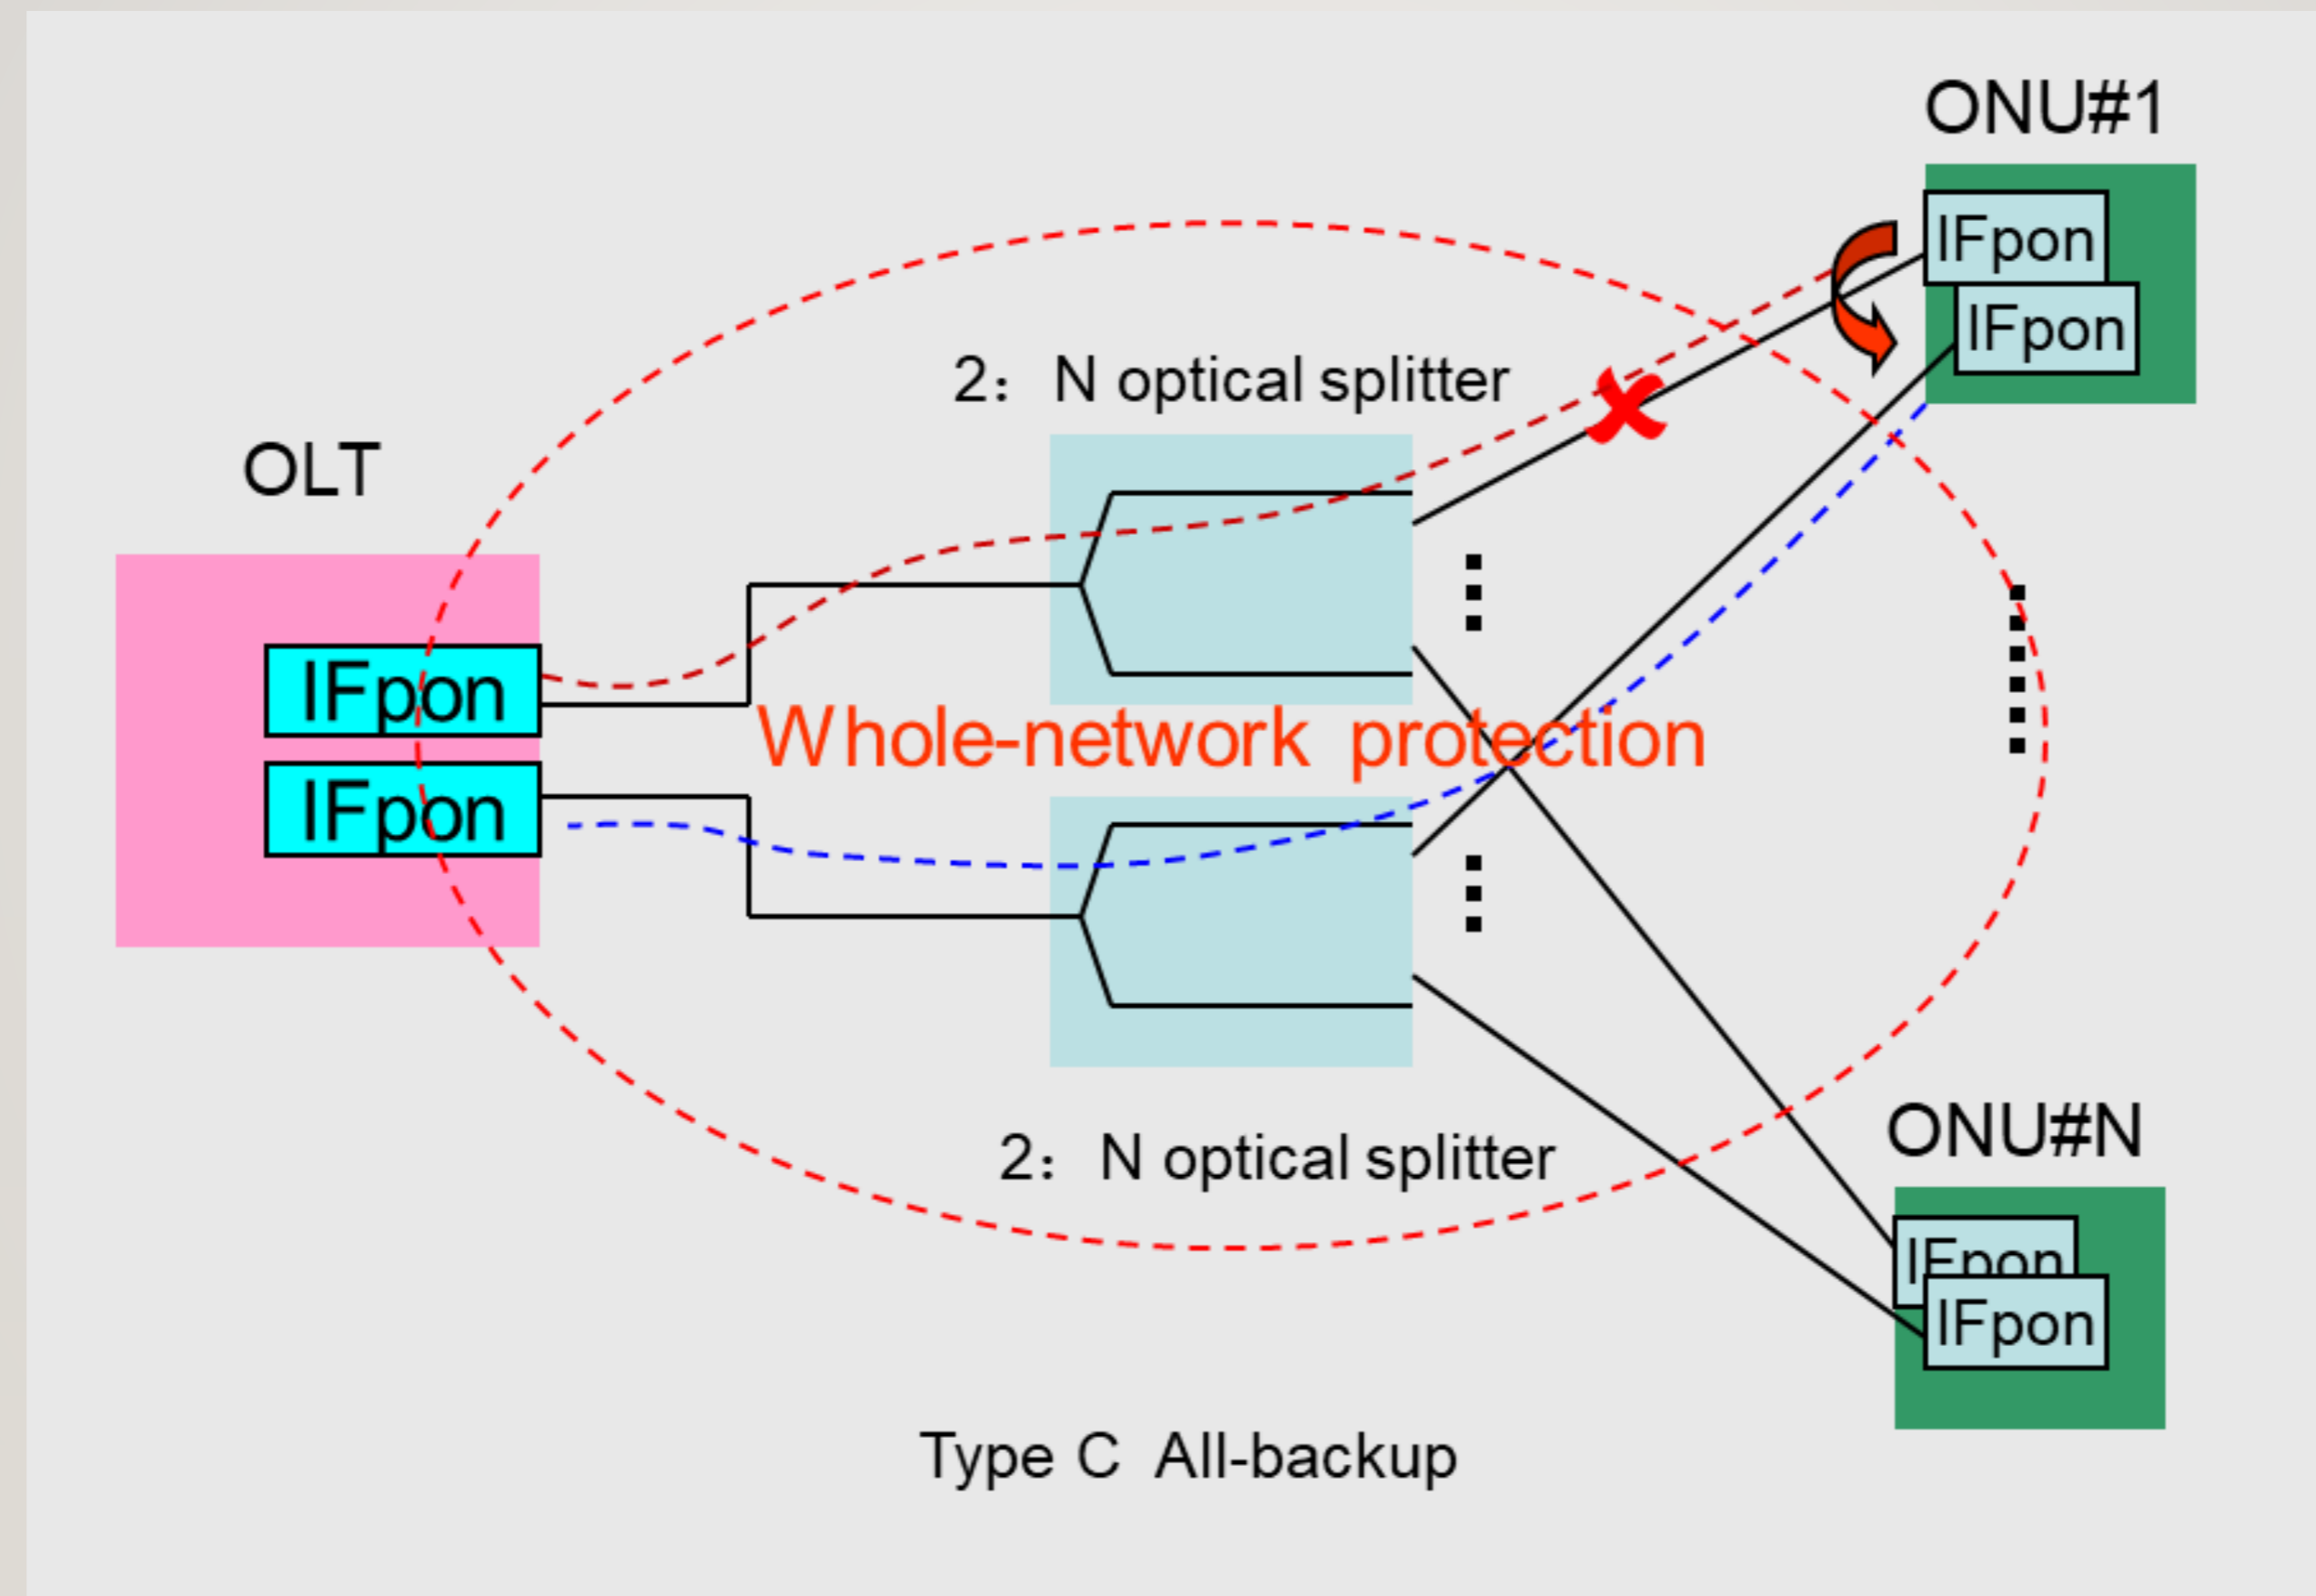 ONU#1
IFpon
IFpon
2： N optical splitter
OLT
IFpon
Whole-network protection
IFpon
2： N optical splitter
ONU#N
IFpon
IFpon
Type C All-backup